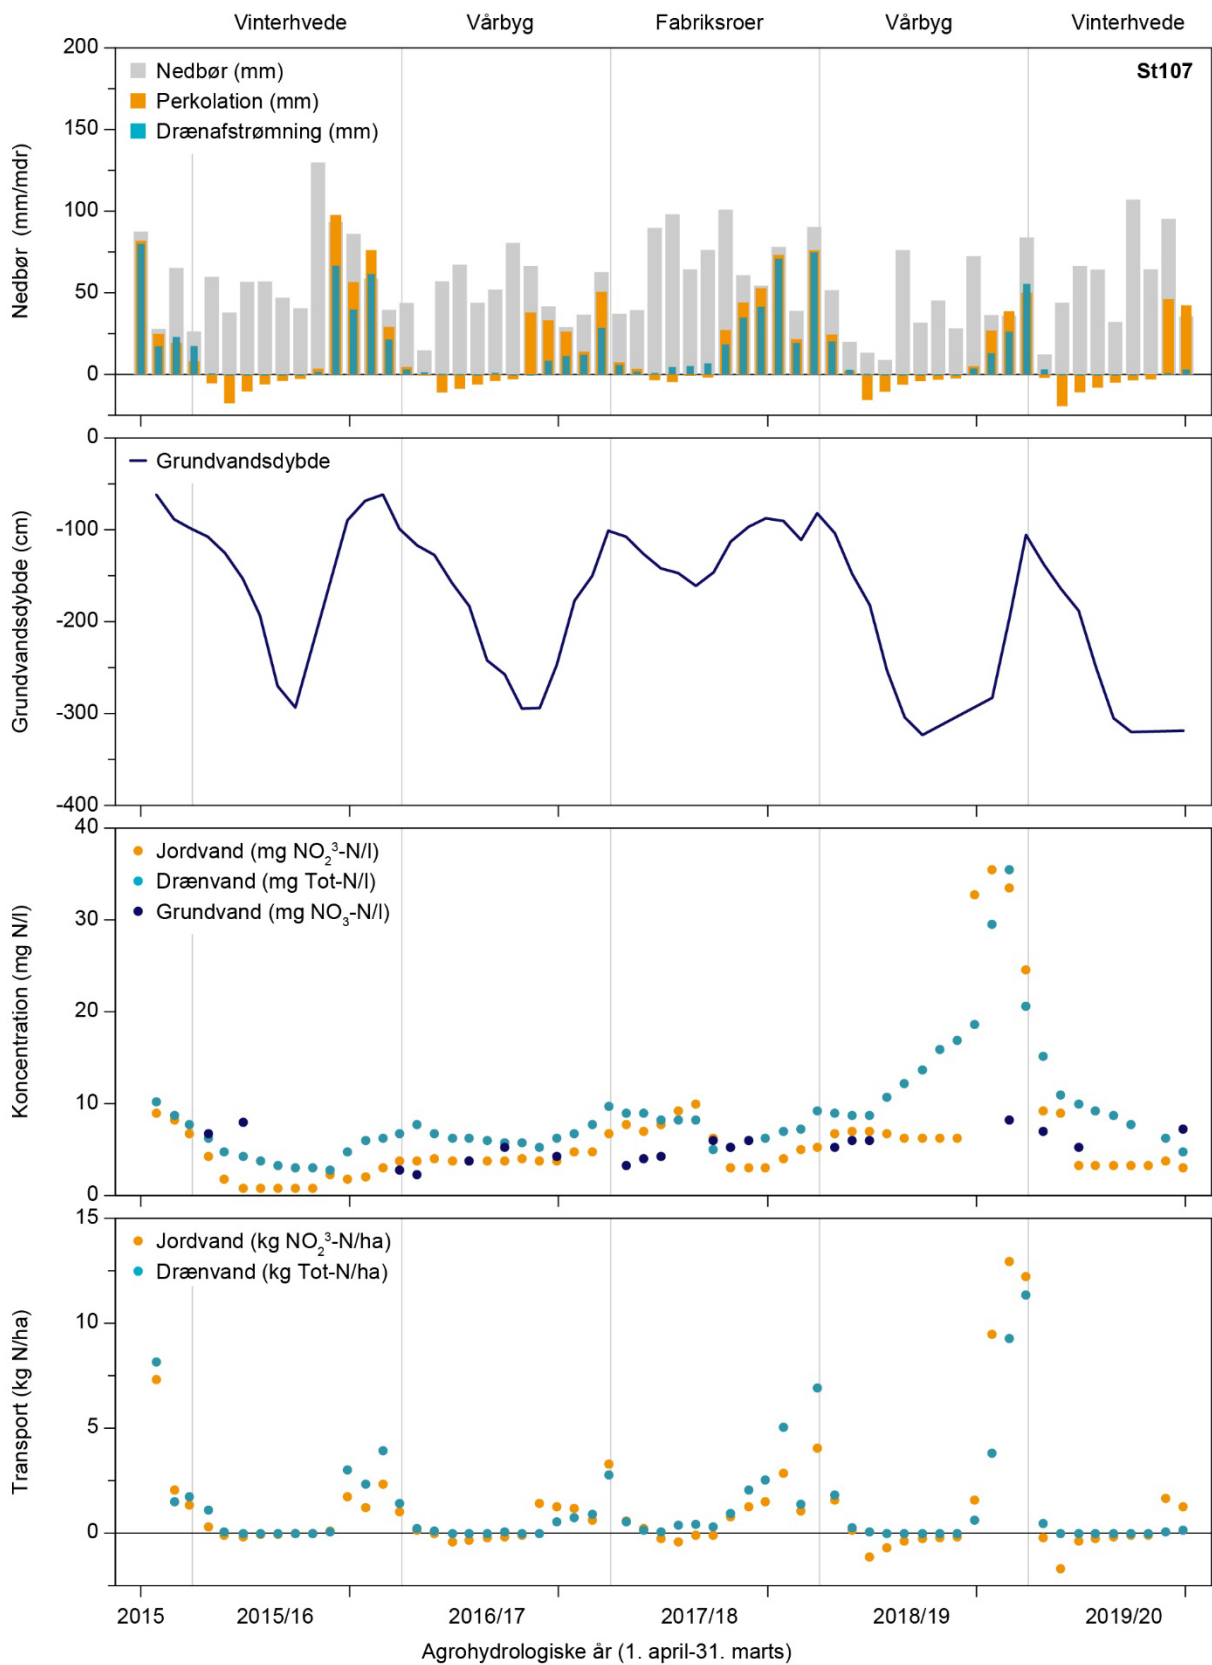 Vinterhvede Vårbyg Fabriksroer Vårbyg Vinterhvede
200
Nedbør (mm)
St107
Perkolation (mm)
150
Drænafstrømning (mm)
100
50
0
Nedbør (mm/mdr)
0
Grundvandsdybde
-100
-200
-300
-400
Grundvandsdybde (cm)
40
Jordvand (mg NO₂³-N/l)
Drænvand (mg Tot-N/l)
Grundvand (mg NO₃-N/l)
30
20
10
0
Koncentration (mg N/l)
15
Jordvand (kg NO₂³-N/ha)
Drænvand (kg Tot-N/ha)
10
5
0
Transport (kg N/ha)
2015 2015/16 2016/17 2017/18 2018/19 2019/20
Agrohydrologiske år (1. april-31. marts)